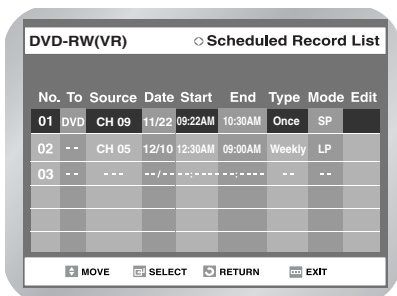 DVD-RW(VR) Scheduled Record List
No. To Source Date Start End Type Mode Edit
01 DVD CH 09 11/22 09:22AM 10:30AM Once SP
02 -- CH 05 12/10 12:30AM 09:00AM Weekly LP
03 -- --- --/-- --:-- --:-- -- --
MOVE SELECT RETURN EXIT